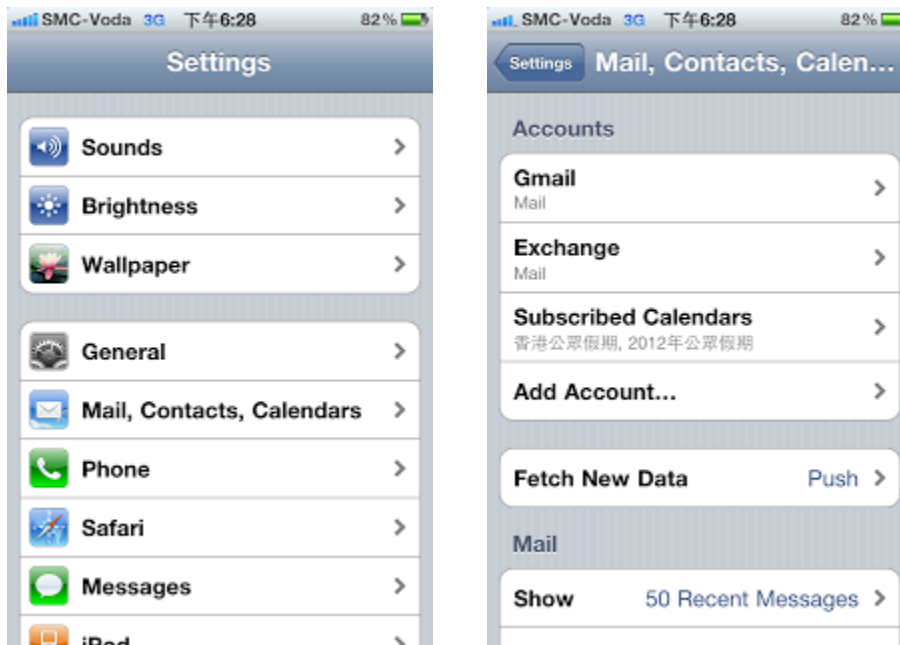 SMC-Voda 3G 下午6:28 82%
Settings
Sounds
Brightness
Wallpaper
General
Mail, Contacts, Calendars
Phone
Safari
Messages
iPod
SMC-Voda 3G 下午6:28 82%
Settings Mail, Contacts, Calen...
Accounts
Gmail
Mail
Exchange
Mail
Subscribed Calendars
香港公眾假期, 2012年公眾假期
Add Account...
Fetch New Data Push
Mail
Show 50 Recent Messages